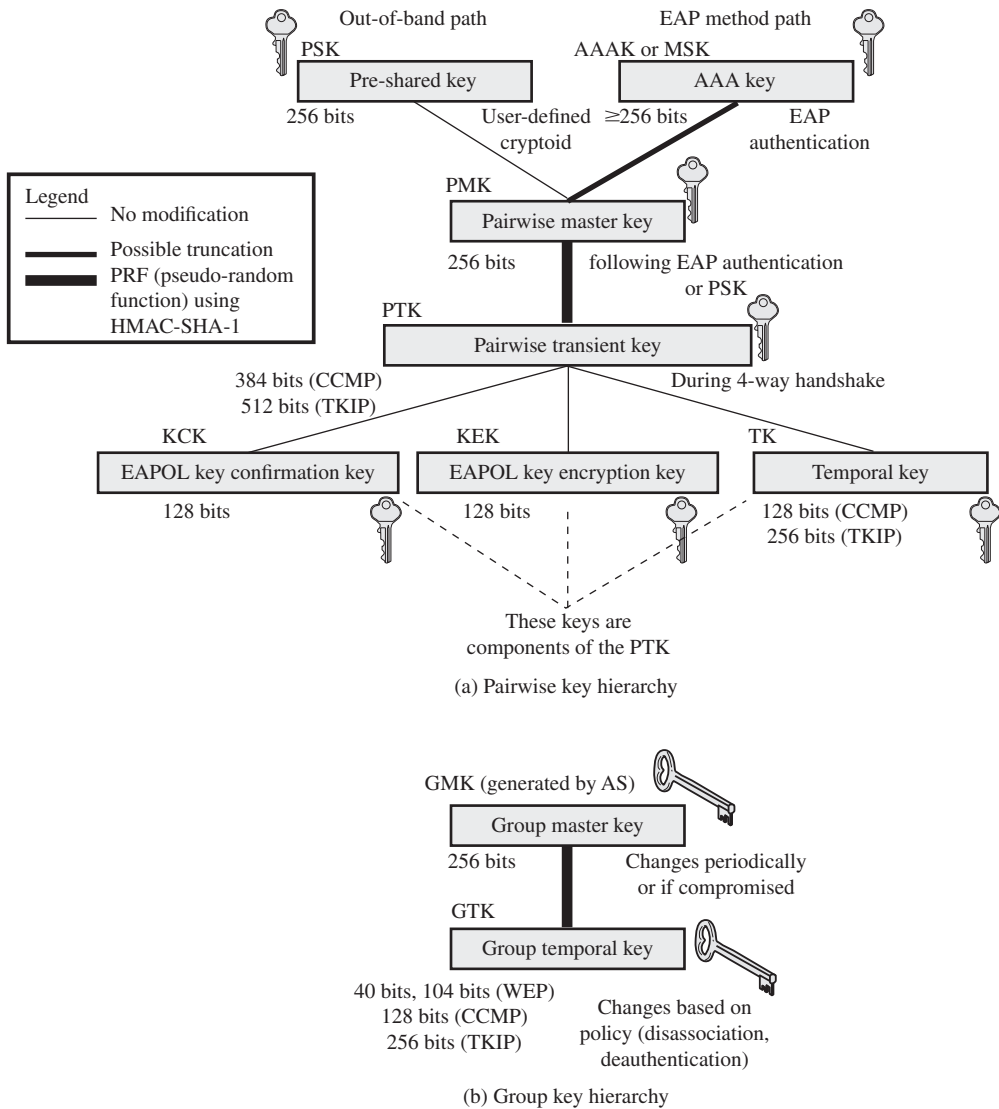 Out-of-band path
EAP method path
PSK
AAAK or MSK
Pre-shared key
AAA key
256 bits
User-defined
cryptoid
≥256 bits
EAP
authentication
Legend
No modification
Possible truncation
PRF (pseudo-random
function) using
HMAC-SHA-1
PMK
Pairwise master key
256 bits
following EAP authentication
or PSK
PTK
Pairwise transient key
384 bits (CCMP)
512 bits (TKIP)
During 4-way handshake
KCK
KEK
TK
EAPOL key confirmation key
EAPOL key encryption key
Temporal key
128 bits
128 bits
128 bits (CCMP)
256 bits (TKIP)
These keys are
components of the PTK
(a) Pairwise key hierarchy
GMK (generated by AS)
Group master key
256 bits
Changes periodically
or if compromised
GTK
Group temporal key
40 bits, 104 bits (WEP)
128 bits (CCMP)
256 bits (TKIP)
Changes based on
policy (disassociation,
deauthentication)
(b) Group key hierarchy